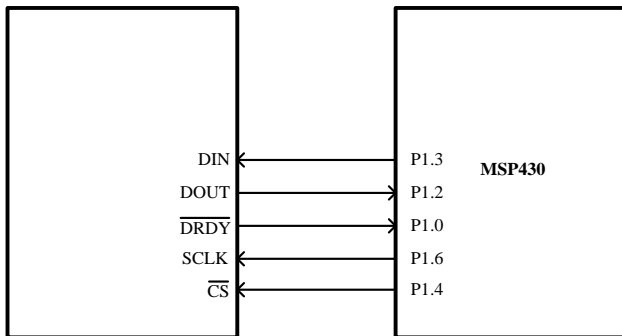 DIN P1.3
MSP430
DOUT P1.2
DRDY P1.0
SCLK P1.6
CS P1.4